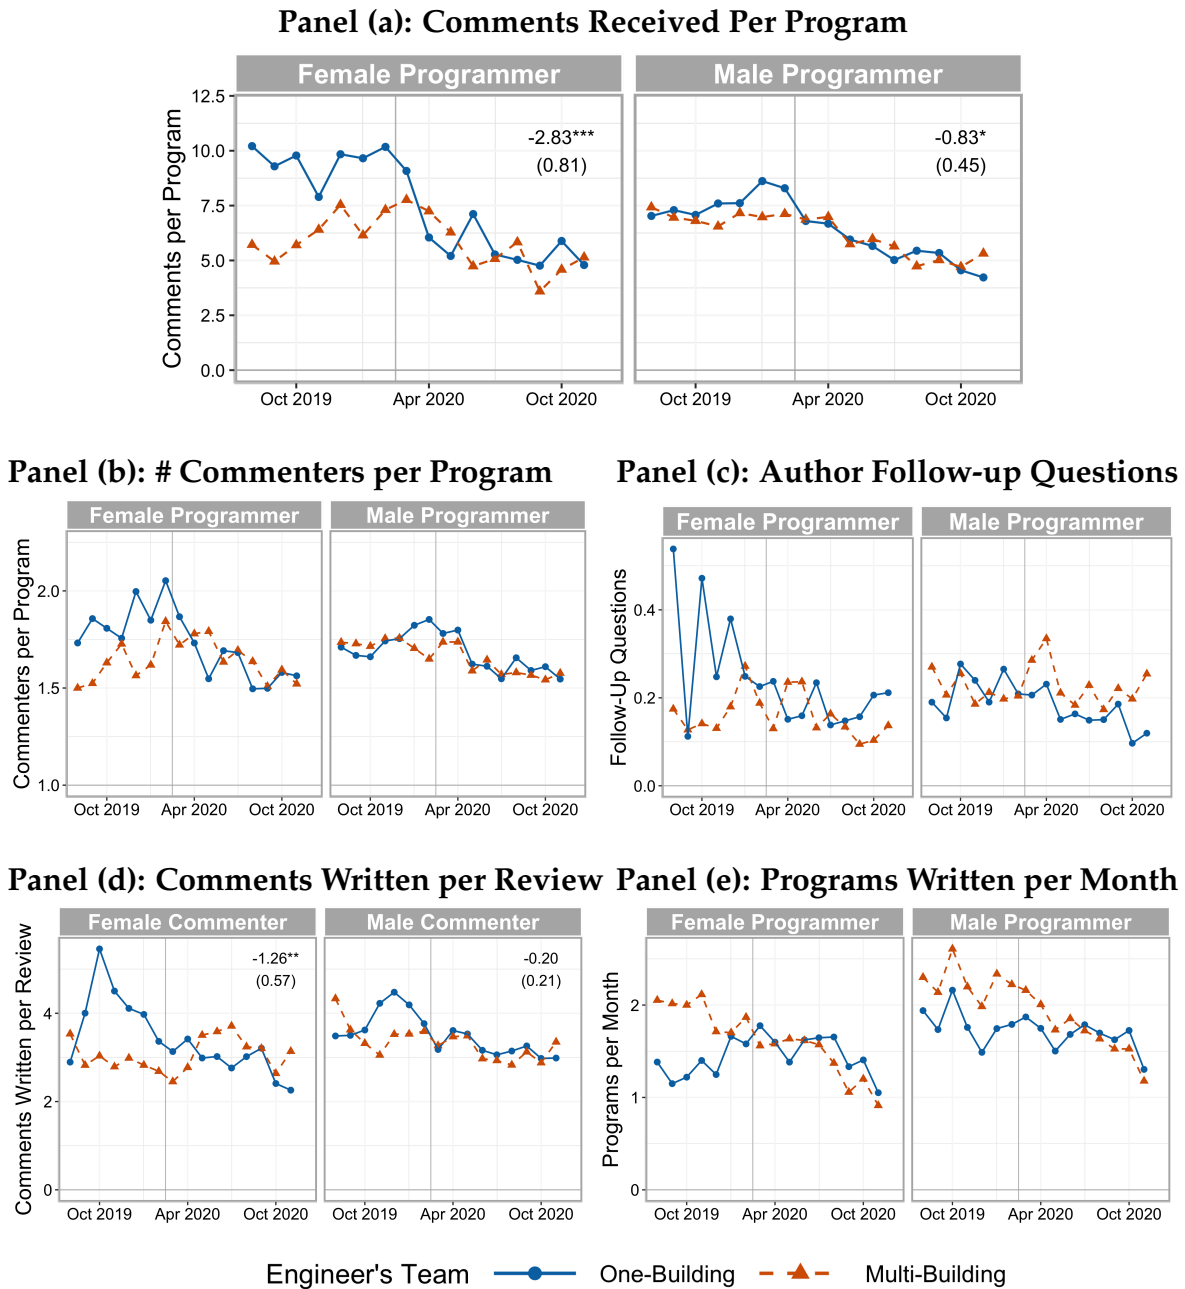 Panel (a): Comments Received Per Program
Female Programmer
Male Programmer
Comments per Program
12.5
10.0
7.5
5.0
2.5
0.0
-2.83***
(0.81)
-0.83*
(0.45)
Oct 2019
Apr 2020
Oct 2020
Oct 2019
Apr 2020
Oct 2020
Panel (b): # Commenters per Program
Female Programmer
Male Programmer
Commenters per Program
2.0
1.5
1.0
Oct 2019
Apr 2020
Oct 2020
Oct 2019
Apr 2020
Oct 2020
Panel (c): Author Follow-up Questions
Female Programmer
Male Programmer
Follow-Up Questions
0.4
0.2
0.0
Oct 2019
Apr 2020
Oct 2020
Oct 2019
Apr 2020
Oct 2020
Panel (d): Comments Written per Review
Female Commenter
Male Commenter
Comments Written per Review
4
2
0
-1.26**
(0.57)
-0.20
(0.21)
Oct 2019
Apr 2020
Oct 2020
Oct 2019
Apr 2020
Oct 2020
Panel (e): Programs Written per Month
Female Programmer
Male Programmer
Programs per Month
2
1
0
Oct 2019
Apr 2020
Oct 2020
Oct 2019
Apr 2020
Oct 2020
Engineer's Team
One-Building
Multi-Building